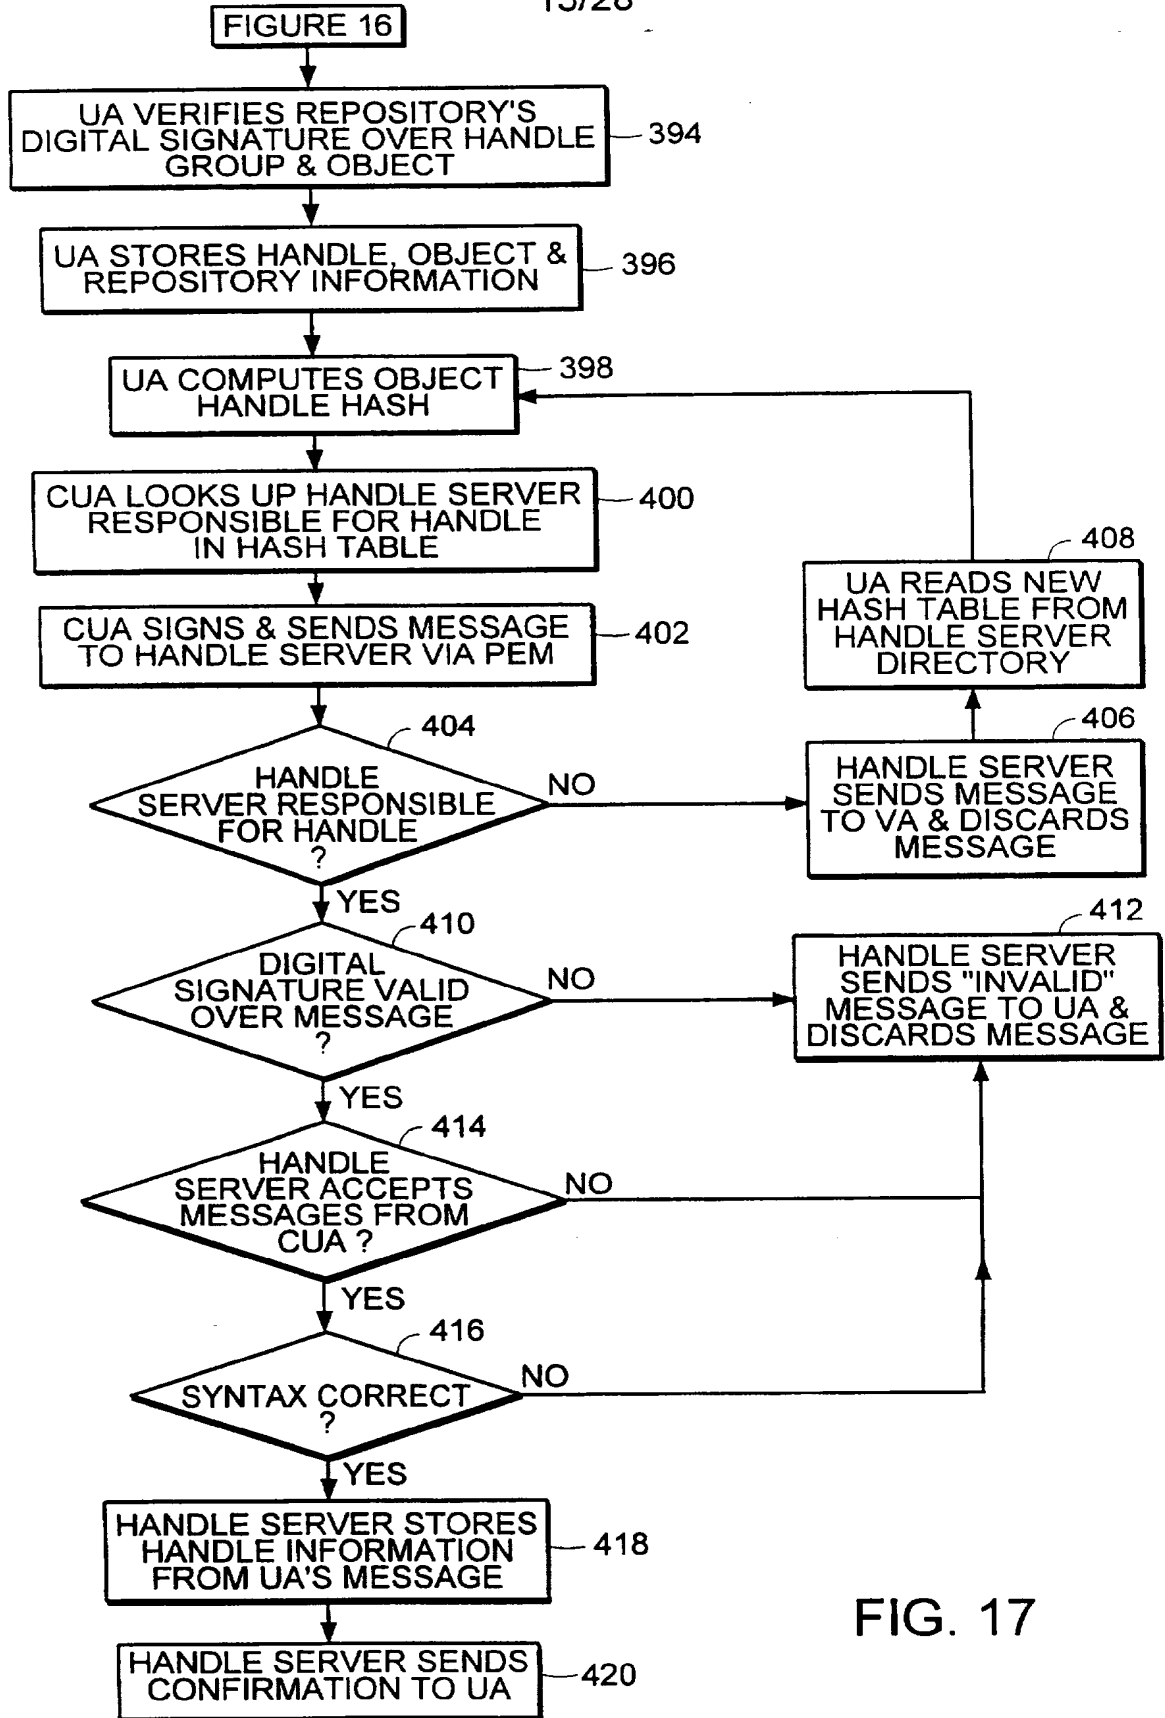 15/28
FIGURE 16
UA VERIFIES REPOSITORY'S
DIGITAL SIGNATURE OVER HANDLE
GROUP & OBJECT
394
UA STORES HANDLE, OBJECT &
REPOSITORY INFORMATION
396
UA COMPUTES OBJECT
HANDLE HASH
398
CUA LOOKS UP HANDLE SERVER
RESPONSIBLE FOR HANDLE
IN HASH TABLE
400
CUA SIGNS & SENDS MESSAGE
TO HANDLE SERVER VIA PEM
402
404
HANDLE
SERVER RESPONSIBLE
FOR HANDLE
?
NO
YES
408
UA READS NEW
HASH TABLE FROM
HANDLE SERVER
DIRECTORY
406
HANDLE SERVER
SENDS MESSAGE
TO VA & DISCARDS
MESSAGE
410
DIGITAL
SIGNATURE VALID
OVER MESSAGE
?
NO
YES
412
HANDLE SERVER
SENDS "INVALID"
MESSAGE TO UA &
DISCARDS MESSAGE
414
HANDLE
SERVER ACCEPTS
MESSAGES FROM
CUA ?
NO
YES
416
SYNTAX CORRECT
?
NO
YES
HANDLE SERVER STORES
HANDLE INFORMATION
FROM UA'S MESSAGE
418
HANDLE SERVER SENDS
CONFIRMATION TO UA
420
FIG. 17